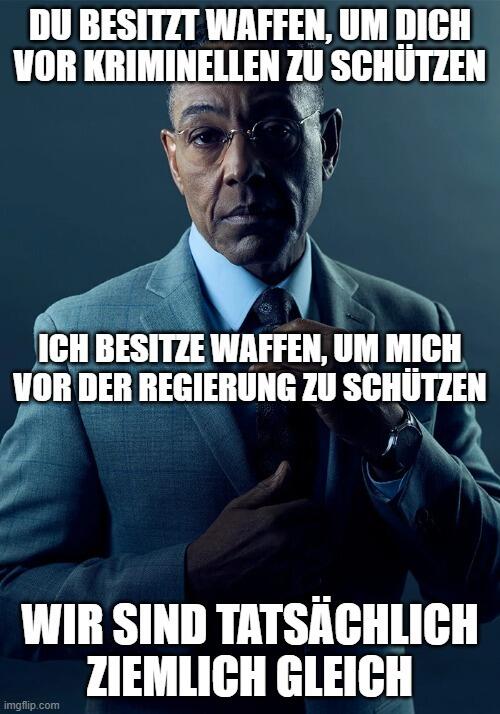 DU BESITZT WAFFEN, UM DICH
VOR KRIMINELLEN ZU SCHÜTZEN
ICH BESITZE WAFFEN, UM MICH
VOR DER REGIERUNG ZU SCHÜTZEN
WIR SIND TATSÄCHLICH
ZIEMLICH GLEICH
imgflip.com